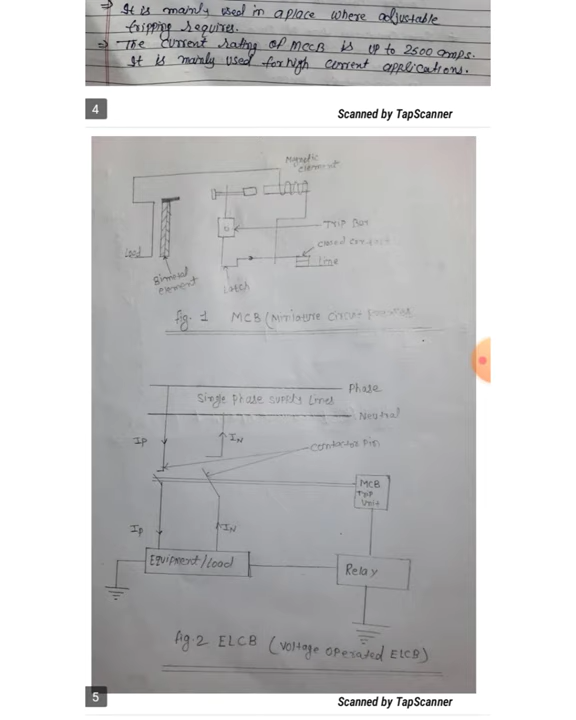 ⇒ It is mainly used in a place where adjustable
tripping requires.
⇒ The current rating of MCCB is up to 2500 amps.
It is mainly used for high current applications.
4
Scanned by TapScanner
Magnetic
element
Trip Bar
closed contact
Line
Load
Bimetal
element
Latch
fig. 1 MCB (Miniature Circuit Breaker
Phase
Single phase supply Lines
Neutral
IP
IN
contactor pin
MCB
Trip
Unit
IP
IN
Equipment/Load
Relay
fig.2 ELCB (Voltage operated ELCB)
5
Scanned by TapScanner